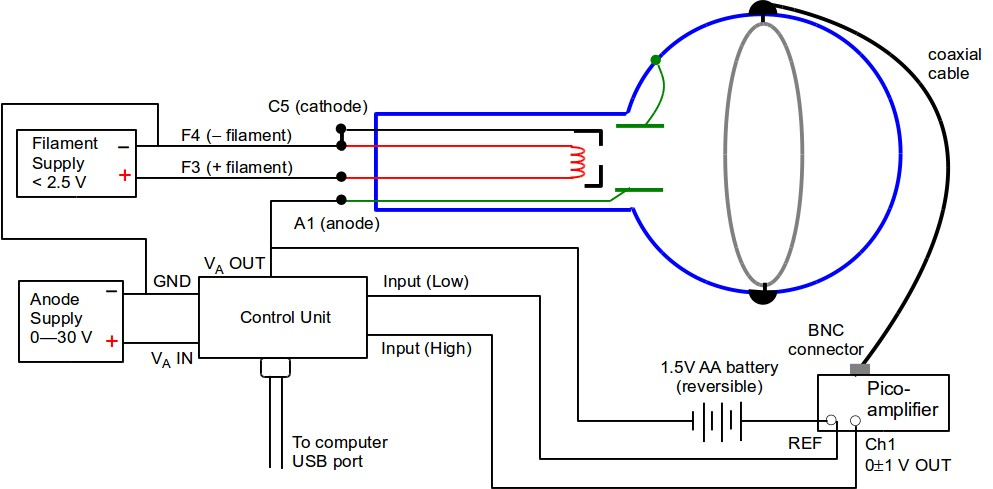 coaxial
cable
C5 (cathode)
F4 (– filament)
Filament
Supply
< 2.5 V
–
+
F3 (+ filament)
A1 (anode)
V_A OUT
GND
Anode
Supply
0—30 V
–
+
V_A IN
Control Unit
Input (Low)
Input (High)
BNC
connector
1.5V AA battery
(reversible)
Pico-
amplifier
REF
Ch1
0±1 V OUT
To computer
USB port